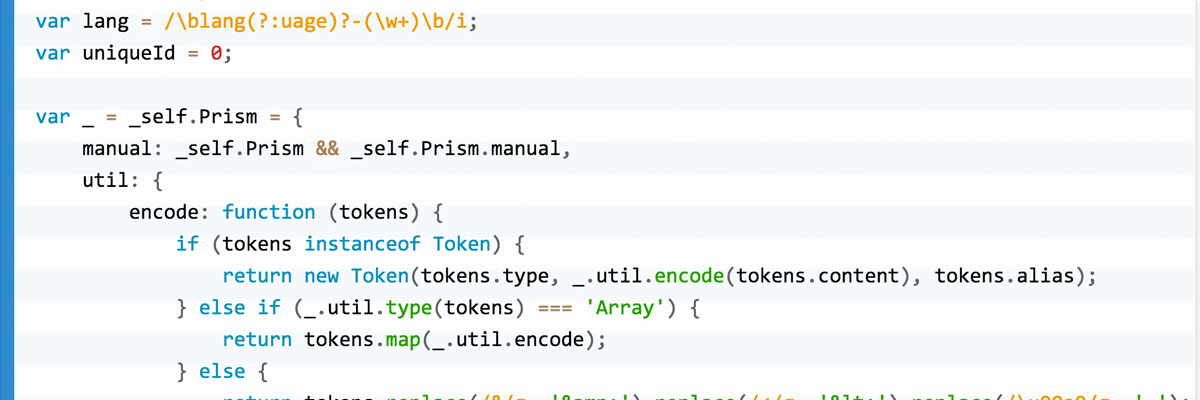 var lang = /\blang(?:uage)?-(\w+)\b/i;
var uniqueId = 0;
var _ = _self.Prism = {
manual: _self.Prism && _self.Prism.manual,
util: {
encode: function (tokens) {
if (tokens instanceof Token) {
return new Token(tokens.type, _.util.encode(tokens.content), tokens.alias);
} else if (_.util.type(tokens) === 'Array') {
return tokens.map(_.util.encode);
} else {